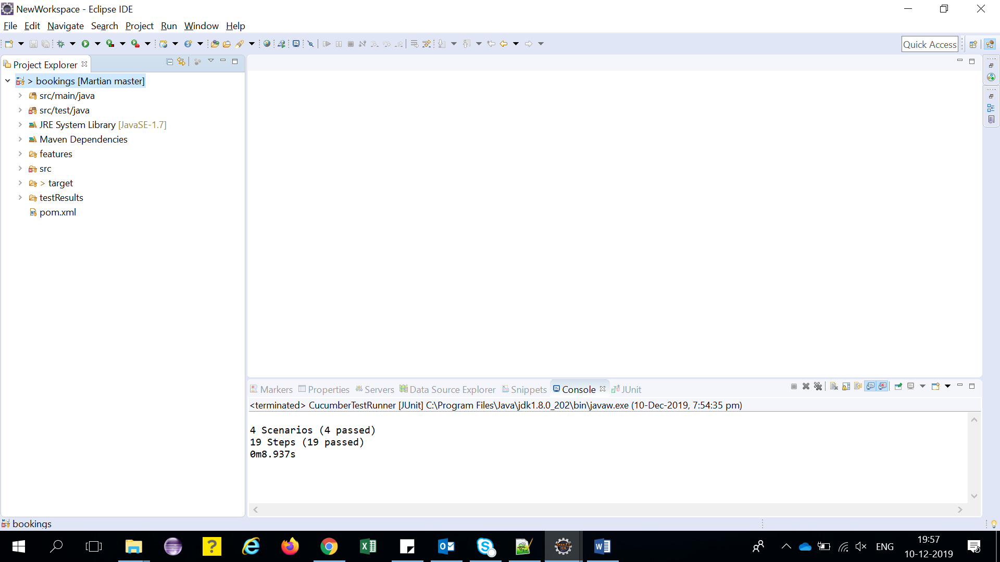 NewWorkspace - Eclipse IDE
File Edit Navigate Search Project Run Window Help
Quick Access
Project Explorer
> bookings [Martian master]
src/main/java
src/test/java
JRE System Library [JavaSE-1.7]
Maven Dependencies
features
src
> target
testResults
pom.xml
Markers Properties Servers Data Source Explorer Snippets Console JUnit
<terminated> CucumberTestRunner [JUnit] C:\Program Files\Java\jdk1.8.0_202\bin\javaw.exe (10-Dec-2019, 7:54:35 pm)
4 Scenarios (4 passed)
19 Steps (19 passed)
0m8.937s
bookings
ENG
19:57
10-12-2019